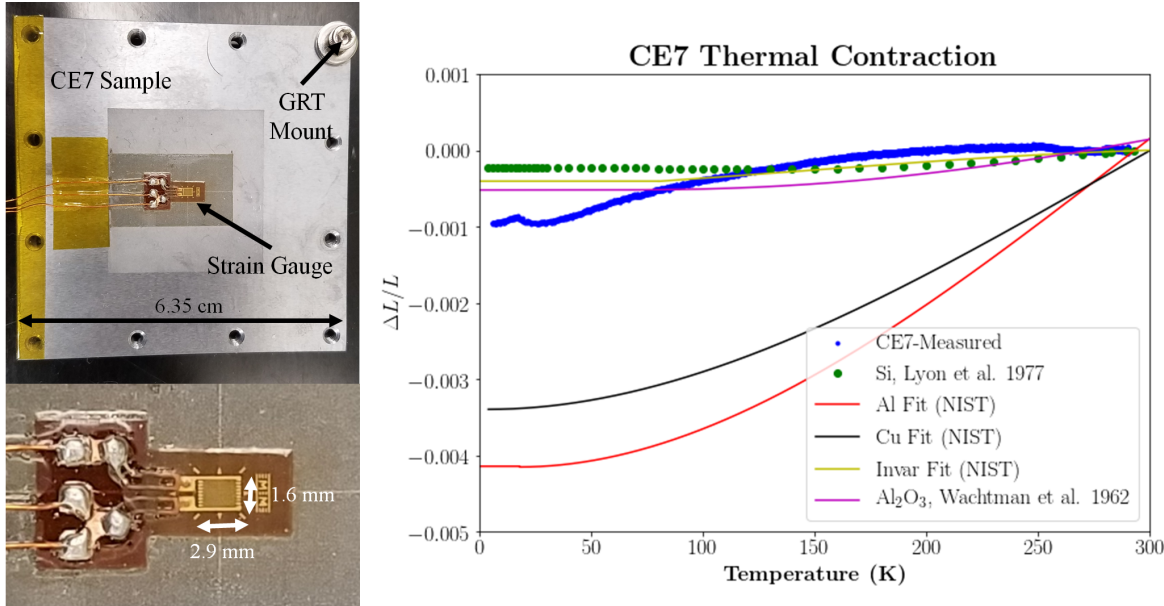 CE7 Sample
GRT
Mount
Strain Gauge
6.35 cm
1.6 mm
2.9 mm
CE7 Thermal Contraction
0.001
0.000
−0.001
−0.002
−0.003
−0.004
−0.005
ΔL/L
0
50
100
150
200
250
300
Temperature (K)
CE7-Measured
Si, Lyon et al. 1977
Al Fit (NIST)
Cu Fit (NIST)
Invar Fit (NIST)
Al₂O₃, Wachtman et al. 1962